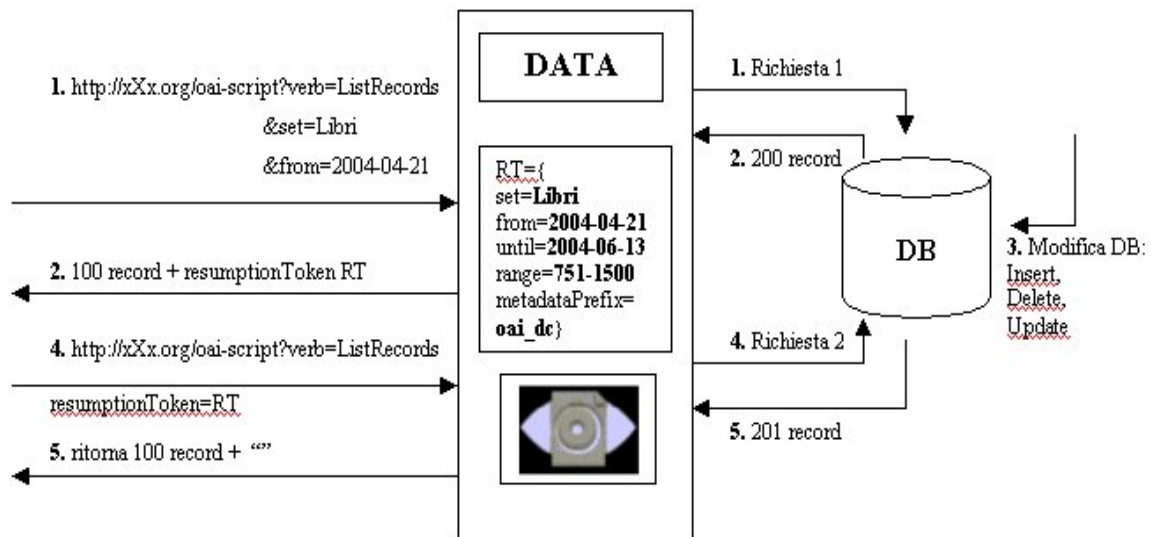 1. http://xXx.org/oai-script?verb=ListRecords
&set=Libri
&from=2004-04-21
2. 100 record + resumptionToken RT
4. http://xXx.org/oai-script?verb=ListRecords
resumptionToken=RT
5. ritorna 100 record + “”
DATA
RT={
set=Libri
from=2004-04-21
until=2004-06-13
range=751-1500
metadataPrefix=
oai_dc}
1. Richiesta 1
2. 200 record
DB
3. Modifica DB:
Insert,
Delete,
Update
4. Richiesta 2
5. 201 record